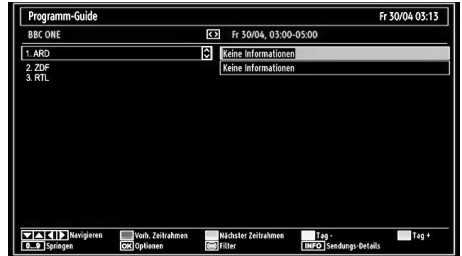 Programm-Guide Fr 30/04 03:13
BBC ONE Fr 30/04, 03:00-05:00
1. ARD Keine Informationen
2. ZDF Keine Informationen
3. RTL
Navigieren Vorh. Zeitrahmen Nächster Zeitrahmen Tag - Tag +
0...9 Springen OK Optionen Filter INFO Sendungs-Details